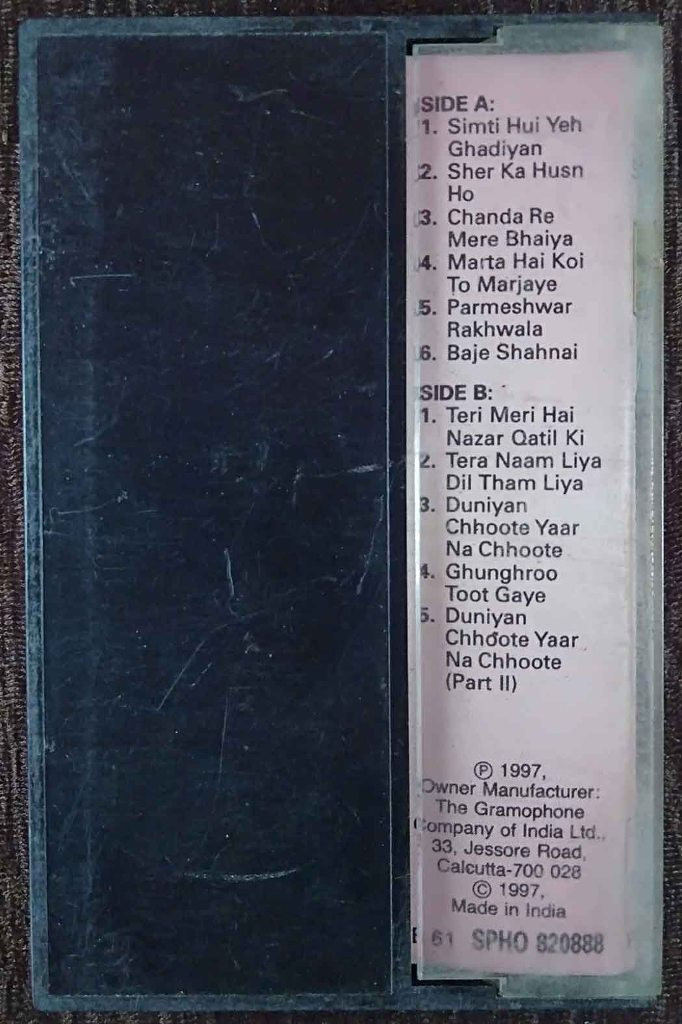 SIDE A:
1. Simti Hui Yeh
Ghadiyan
2. Sher Ka Husn
Ho
3. Chanda Re
Mere Bhaiya
4. Marta Hai Koi
To Marjaye
5. Parmeshwar
Rakhwala
6. Baje Shahnai
SIDE B:
1. Teri Meri Hai
Nazar Qatil Ki
2. Tera Naam Liya
Dil Tham Liya
3. Duniyan
Chhoote Yaar
Na Chhoote
4. Ghunghroo
Toot Gaye
5. Duniyan
Chhoote Yaar
Na Chhoote
(Part II)
℗ 1997,
Owner Manufacturer:
The Gramophone
Company of India Ltd.,
33, Jessore Road,
Calcutta-700 028
© 1997,
Made in India
61 SPHO 820888